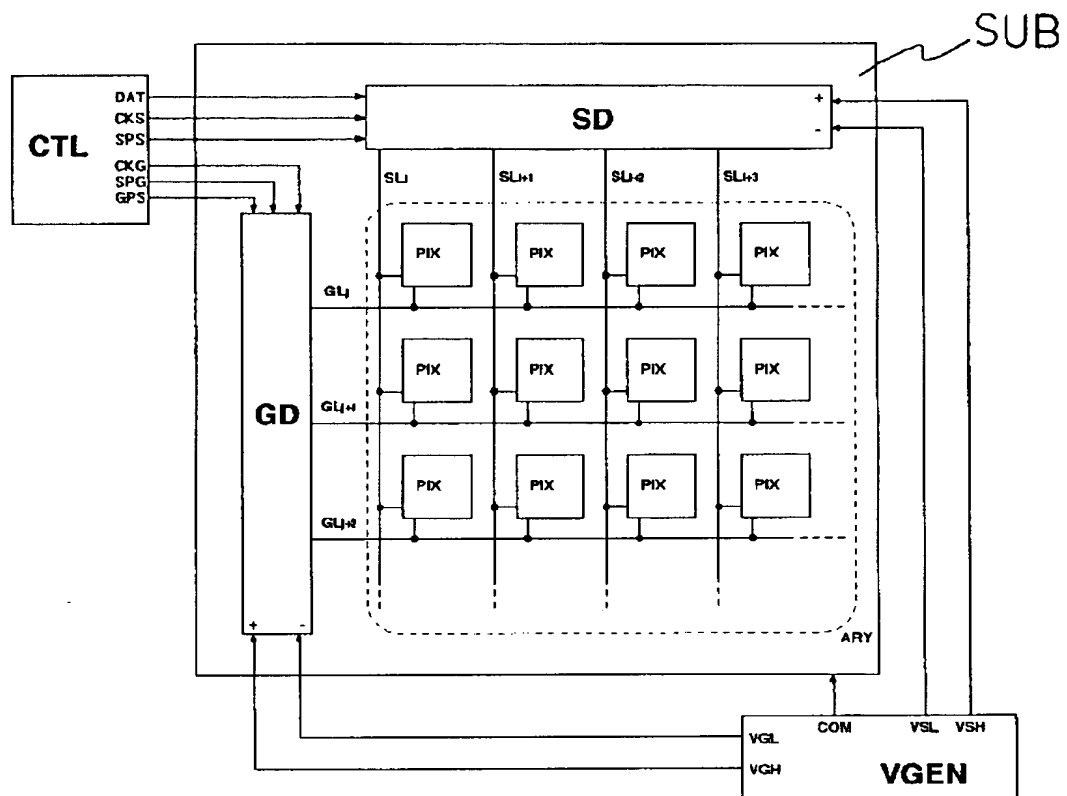 SUB
DAT
CKS
SPS
CTL
CKG
SPG
GPS
SD
+
-
SLi SLi+1 SLi+2 SLi+3
PIX PIX PIX PIX
GLj
PIX PIX PIX PIX
GLj+1
GD
PIX PIX PIX PIX
GLj+2
+ -
ARY
COM VSL VSH
VGL
VGH
VGEN